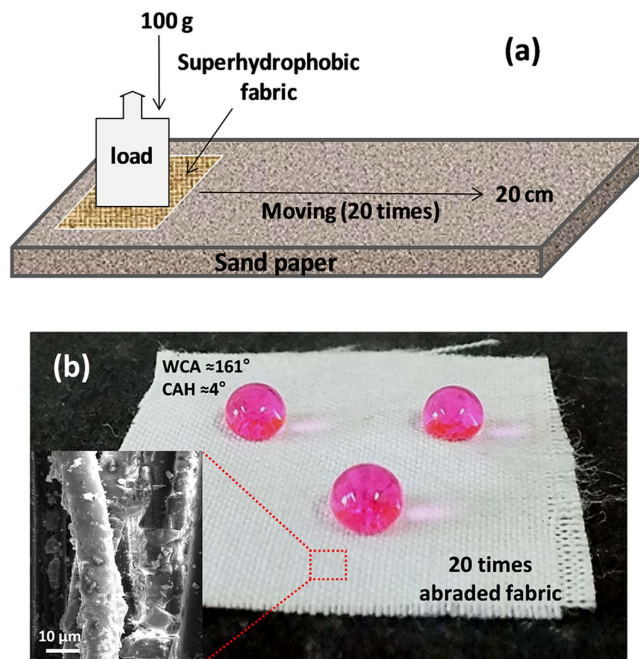 100 g
(a)
Superhydrophobic
fabric
load
20 cm
Moving (20 times)
Sand paper
(b)
WCA ≈161°
CAH ≈4°
20 times
abraded fabric
10 µm